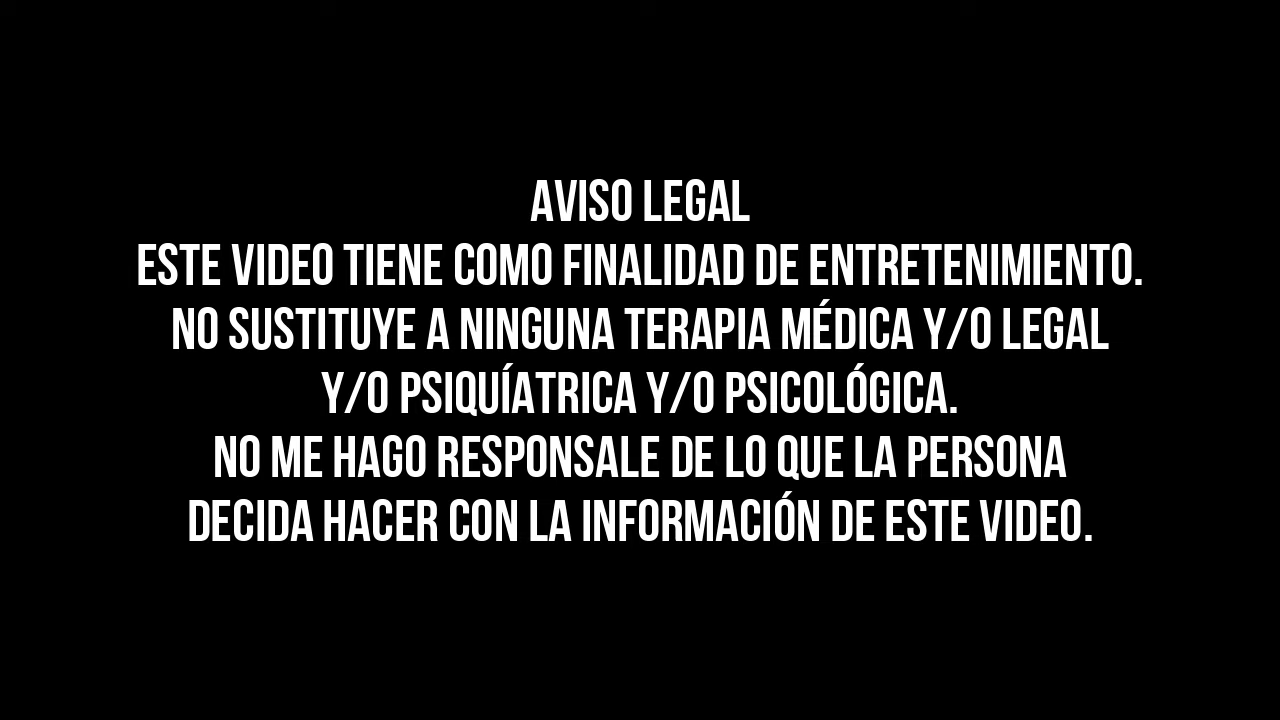 AVISO LEGAL
ESTE VIDEO TIENE COMO FINALIDAD DE ENTRETENIMIENTO.
NO SUSTITUYE A NINGUNA TERAPIA MÉDICA Y/O LEGAL
Y/O PSIQUÍATRICA Y/O PSICOLÓGICA.
NO ME HAGO RESPONSALE DE LO QUE LA PERSONA
DECIDA HACER CON LA INFORMACIÓN DE ESTE VIDEO.